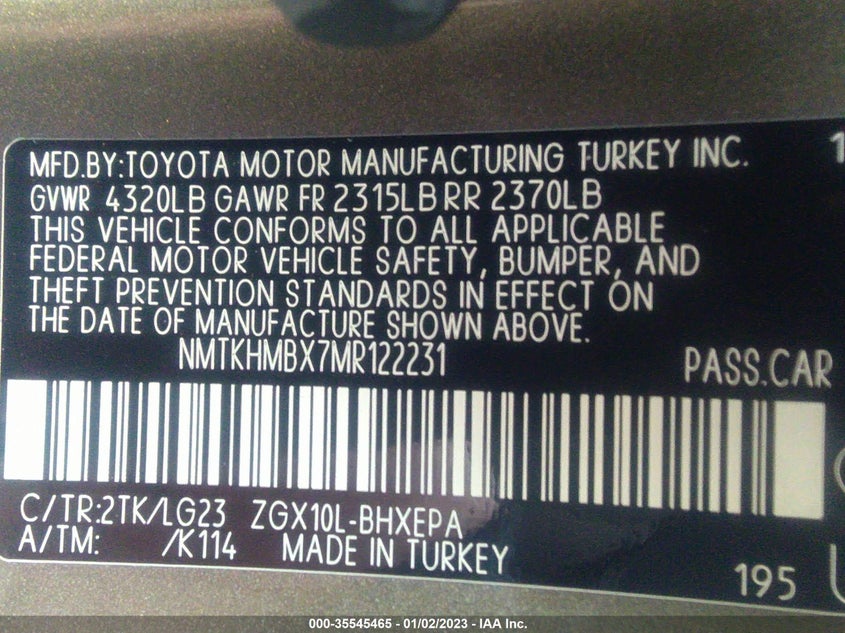 MFD.BY:TOYOTA MOTOR MANUFACTURING TURKEY INC. 1
GVWR 4320LB GAWR FR 2315LB RR 2370LB
THIS VEHICLE CONFORMS TO ALL APPLICABLE
FEDERAL MOTOR VEHICLE SAFETY, BUMPER, AND
THEFT PREVENTION STANDARDS IN EFFECT ON
THE DATE OF MANUFACTURE SHOWN ABOVE.
NMTKHMBX7MR122231 PASS.CAR
C/TR:2TK/LG23 ZGX10L-BHXEPA
A/TM: /K114 MADE IN TURKEY
195
000-35545465 - 01/02/2023 - IAA Inc.